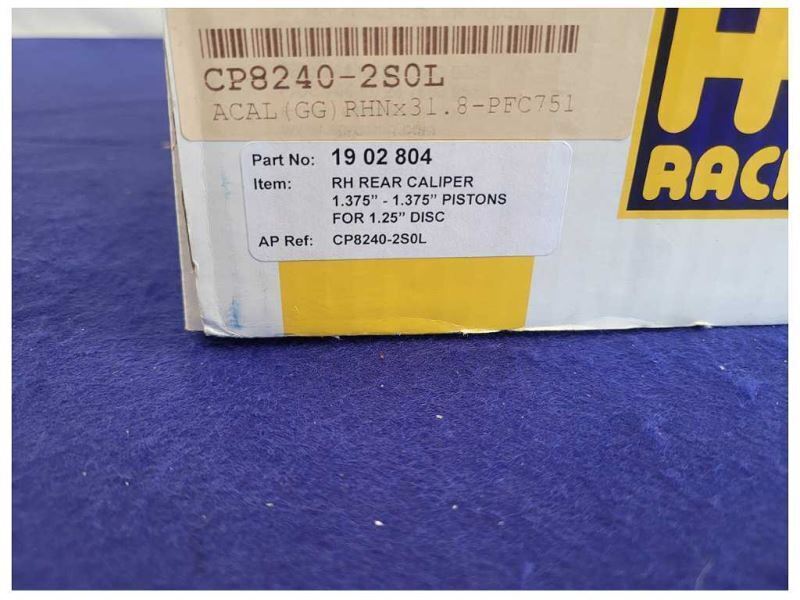 CP8240-2S0L
ACAL(GG)RHNx31.8-PFC751
Part No: 19 02 804
Item: RH REAR CALIPER
1.375” - 1.375” PISTONS
FOR 1.25” DISC
AP Ref: CP8240-2S0L
RACI